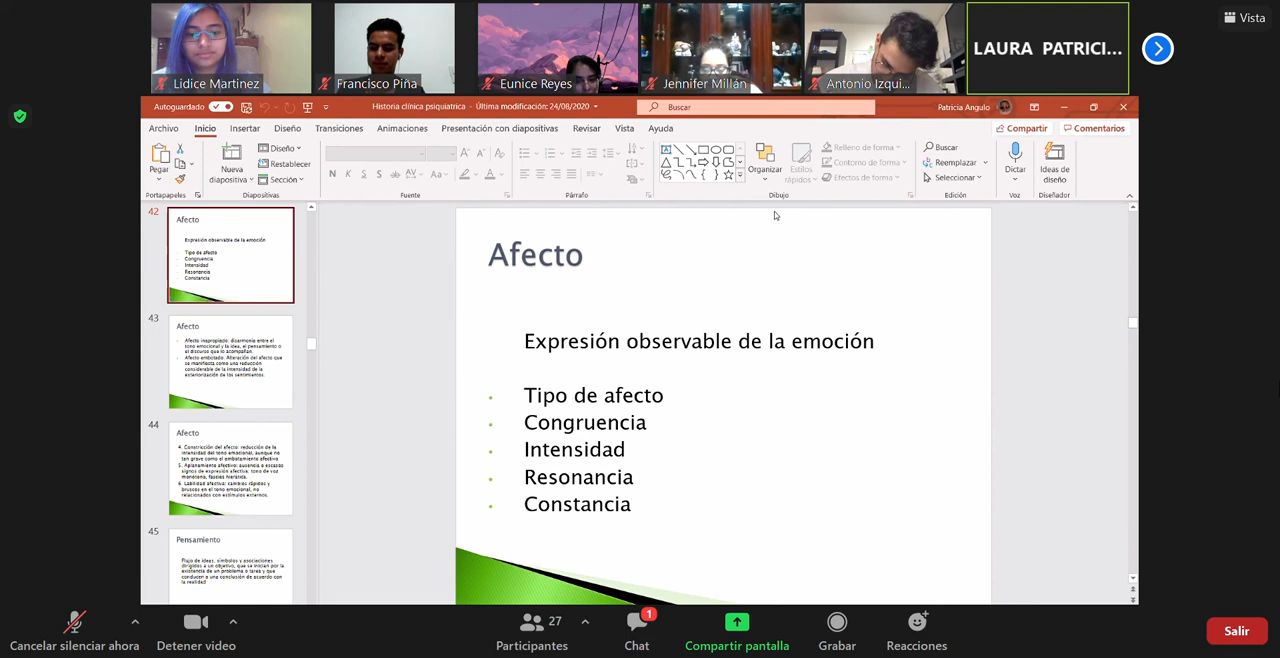 Lidice Martinez
Francisco Piña
Eunice Reyes
Jennifer Millán
Antonio Izqui...
LAURA PATRICI...
Vista
Autoguardado
Historia clínica psiquiatrica - Última modificación: 24/08/2020
Buscar
Patricia Angulo
Archivo
Inicio
Insertar
Diseño
Transiciones
Animaciones
Presentación con diapositivas
Revisar
Vista
Ayuda
Compartir
Comentarios
Pegar
Nueva
diapositiva
Diseño
Restablecer
Sección
N K S S ab AV Aa A
Organizar
Estilos
rápidos
Relleno de forma
Contorno de forma
Efectos de forma
Buscar
Reemplazar
Seleccionar
Dictar
Ideas de
diseño
Portapapeles
Diapositivas
Fuente
Párrafo
Dibujo
Edición
Voz
Diseñador
42
Afecto
Expresión observable de la emoción
Tipo de afecto
Congruencia
Intensidad
Resonancia
Constancia
43
Afecto
Afecto inapropiado: disarmonía entre el
tono emocional y la idea, el pensamiento o
el discurso que lo acompañan.
Afecto embotado: Alteración del afecto que
se manifiesta como una reducción
considerable de la intensidad de la
exteriorización de los sentimientos.
44
Afecto
4. Constricción del afecto: reducción de la
intensidad del tono emocional, aunque no
tan grave como el embotamiento afectivo
5. Aplanamiento afectivo: ausencia o escasos
signos de expresión afectiva: tono de voz
monótono, fascies hierática.
6. Labilidad afectiva: cambios rápidos y
bruscos en el tono emocional, no
relacionados con estímulos externos.
45
Pensamiento
Flujo de ideas, símbolos y asociaciones
dirigidos a un objetivo, que se inician por la
existencia de un problema o tarea y que
conducen a una conclusión de acuerdo con
la realidad
Afecto
Expresión observable de la emoción
• Tipo de afecto
• Congruencia
• Intensidad
• Resonancia
• Constancia
Cancelar silenciar ahora
Detener video
27
Participantes
1
Chat
Compartir pantalla
Grabar
Reacciones
Salir